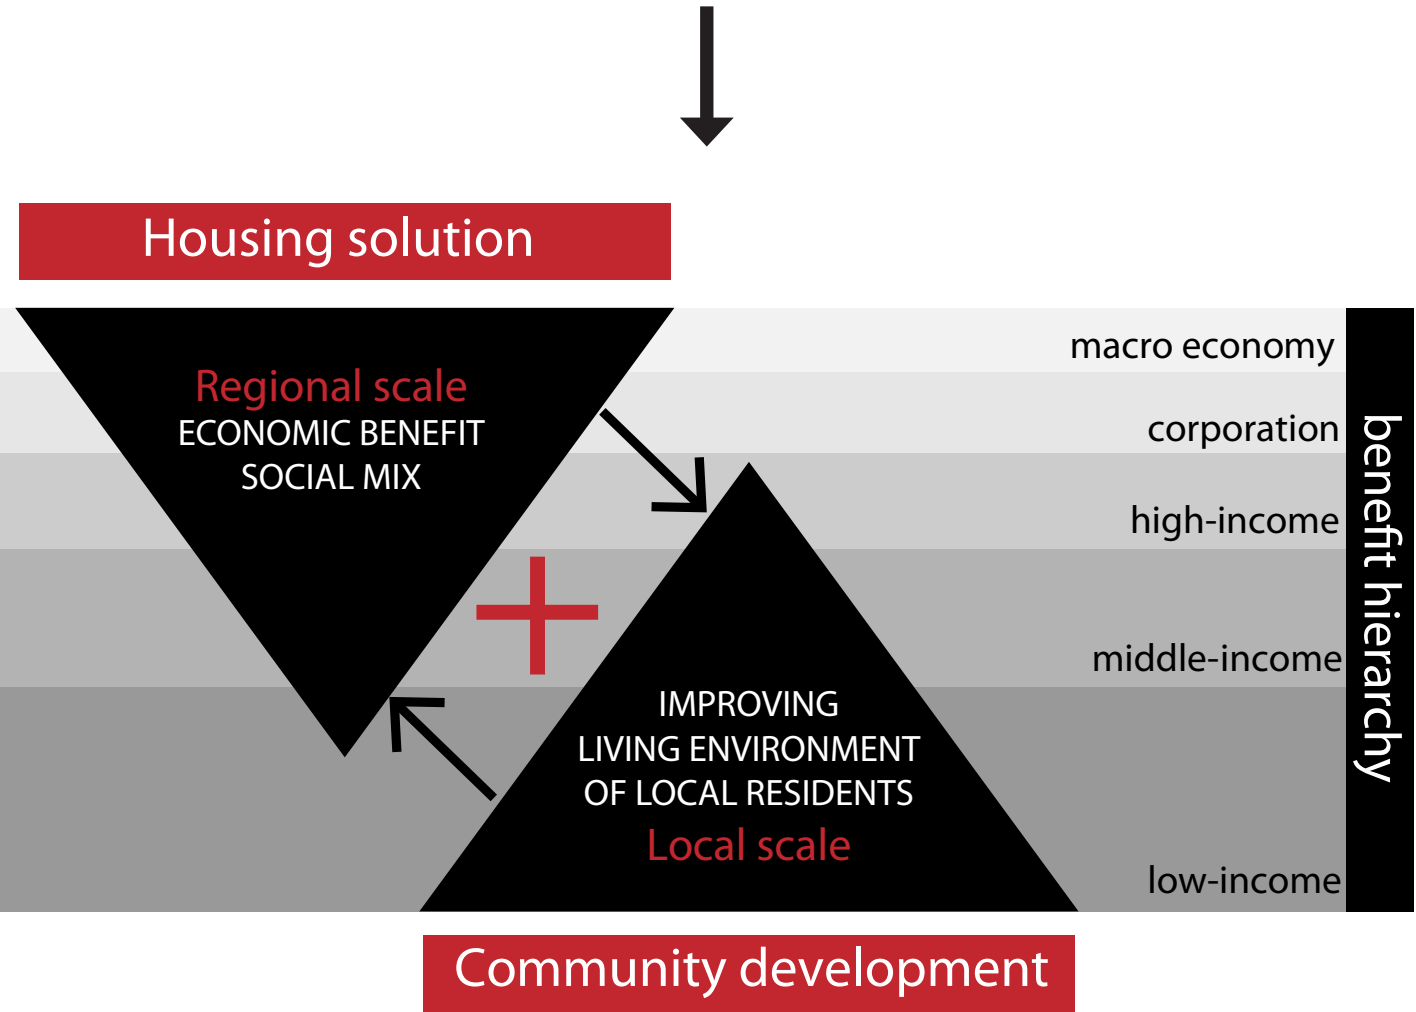 Housing solution
Regional scale
ECONOMIC BENEFIT
SOCIAL MIX
macro economy
corporation
high-income
middle-income
low-income
benefit hierarchy
IMPROVING
LIVING ENVIRONMENT
OF LOCAL RESIDENTS
Local scale
Community development